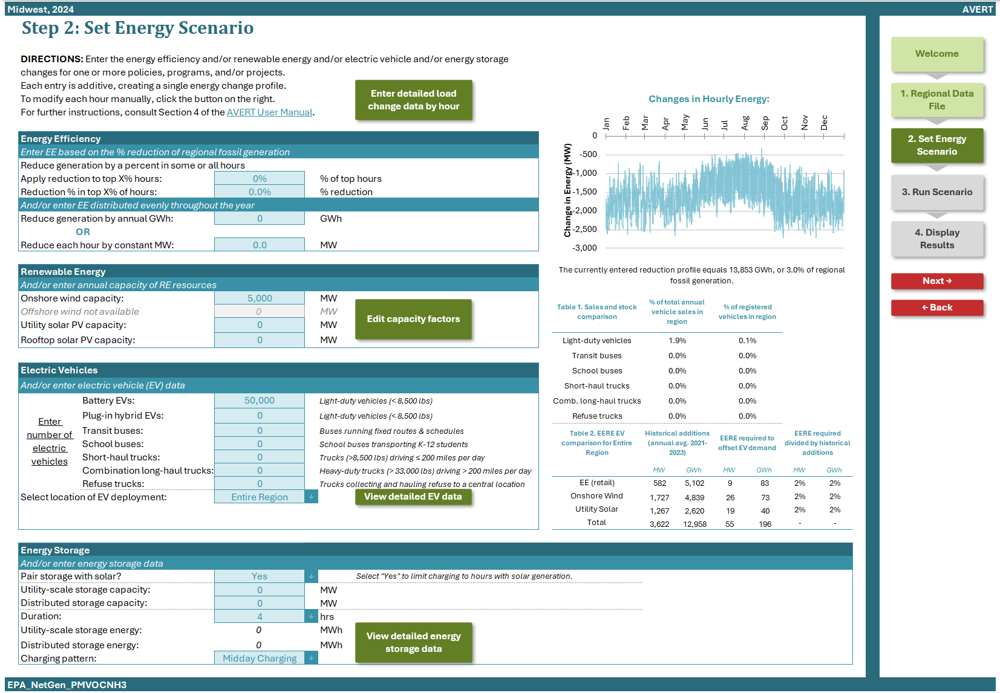 Midwest, 2024
AVERT
Step 2: Set Energy Scenario
DIRECTIONS: Enter the energy efficiency and/or renewable energy and/or electric vehicle and/or energy storage
changes for one or more policies, programs, and/or projects.
Each entry is additive, creating a single energy change profile.
To modify each hour manually, click the button on the right.
For further instructions, consult Section 4 of the AVERT User Manual.
Enter detailed load
change data by hour
Energy Efficiency
Enter EE based on the % reduction of regional fossil generation
Reduce generation by a percent in some or all hours
Apply reduction to top X% hours: 0% % of top hours
Reduction % in top X% of hours: 0.0% % reduction
And/or enter EE distributed evenly throughout the year
Reduce generation by annual GWh: 0 GWh
OR
Reduce each hour by constant MW: 0.0 MW
Renewable Energy
And/or enter annual capacity of RE resources
Onshore wind capacity: 5,000 MW
Offshore wind not available 0 MW
Utility solar PV capacity: 0 MW
Rooftop solar PV capacity: 0 MW
Edit capacity factors
Electric Vehicles
And/or enter electric vehicle (EV) data
Enter
number of
electric
vehicles
Battery EVs: 50,000 Light-duty vehicles (< 8,500 lbs)
Plug-in hybrid EVs: 0 Light-duty vehicles (< 8,500 lbs)
Transit buses: 0 Buses running fixed routes & schedules
School buses: 0 School buses transporting K-12 students
Short-haul trucks: 0 Trucks (>8,500 lbs) driving ≤ 200 miles per day
Combination long-haul trucks: 0 Heavy-duty trucks (> 33,000 lbs) driving > 200 miles per day
Refuse trucks: 0 Trucks collecting and hauling refuse to a central location
Select location of EV deployment: Entire Region ↓
View detailed EV data
Changes in Hourly Energy:
Jan Feb Mar Apr May Jun Jul Aug Sep Oct Nov Dec
Change in Energy (MW)
0
-500
-1,000
-1,500
-2,000
-2,500
-3,000
The currently entered reduction profile equals 13,853 GWh, or 3.0% of regional
fossil generation.
Table 1. Sales and stock
comparison
% of total annual
vehicle sales in
region
% of registered
vehicles in region
Light-duty vehicles 1.9% 0.1%
Transit buses 0.0% 0.0%
School buses 0.0% 0.0%
Short-haul trucks 0.0% 0.0%
Comb. long-haul trucks 0.0% 0.0%
Refuse trucks 0.0% 0.0%
Table 2. EERE EV
comparison for Entire
Region
Historical additions
(annual avg. 2021-
2023)
EERE required to
offset EV demand
EERE required
divided by historical
additions
MW GWh MW GWh MW GWh
EE (retail) 582 5,102 9 83 2% 2%
Onshore Wind 1,727 4,839 26 73 2% 2%
Utility Solar 1,267 2,620 19 40 2% 2%
Total 3,622 12,958 55 196 - -
Energy Storage
And/or enter energy storage data
Pair storage with solar? Yes ↓ Select "Yes" to limit charging to hours with solar generation.
Utility-scale storage capacity: 0 MW
Distributed storage capacity: 0 MW
Duration: 4 ↓ hrs
Utility-scale storage energy: 0 MWh
Distributed storage energy: 0 MWh
Charging pattern: Midday Charging ↓
View detailed energy
storage data
Welcome
1. Regional Data
File
2. Set Energy
Scenario
3. Run Scenario
4. Display
Results
Next →
← Back
EPA_NetGen_PMVOCNH3